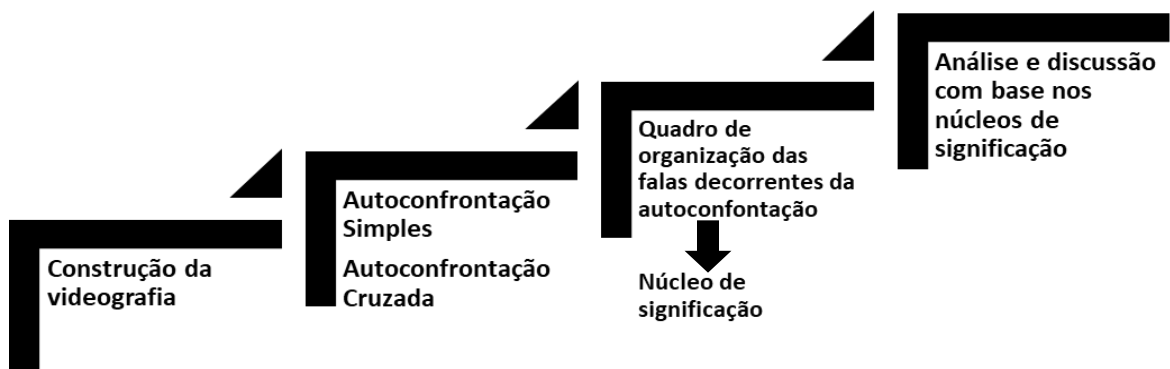 Construção da
videografia
Autoconfrontação
Simples
Autoconfrontação
Cruzada
Quadro de
organização das
falas decorrentes da
autoconfontação
Núcleo de
significação
Análise e discussão
com base nos
núcleos de
significação